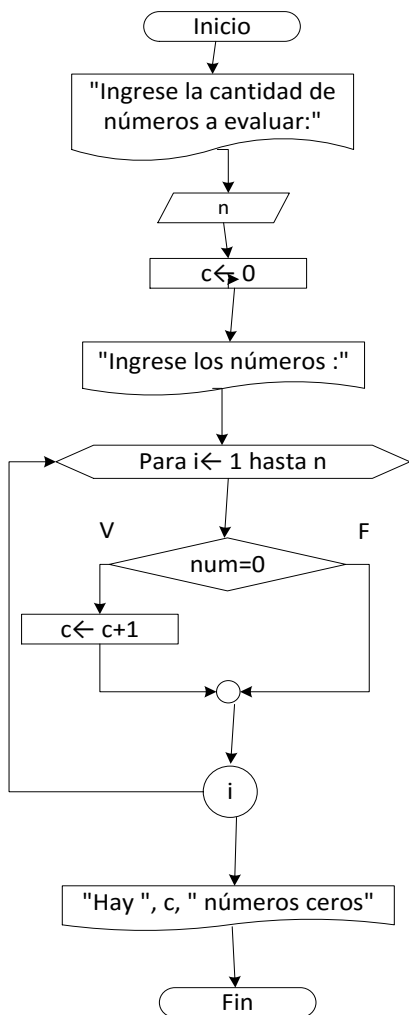 Inicio
"Ingrese la cantidad de
números a evaluar:"
n
c← 0
"Ingrese los números :"
Para i← 1 hasta n
V
F
num=0
c← c+1
i
"Hay ", c, " números ceros"
Fin